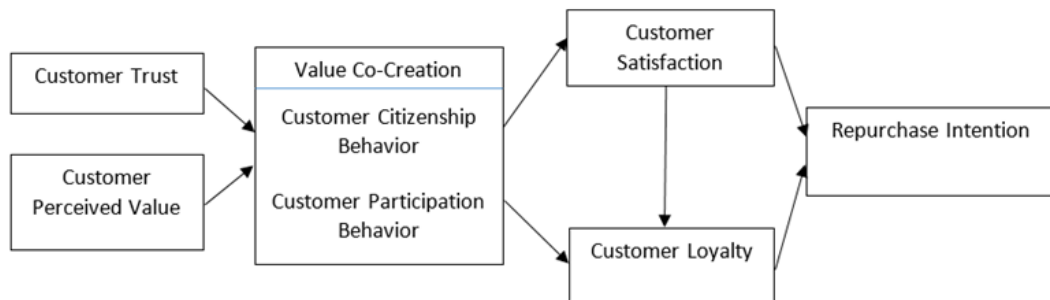 Customer Trust
Customer
Perceived Value
Value Co-Creation
Customer Citizenship
Behavior
Customer Participation
Behavior
Customer
Satisfaction
Customer Loyalty
Repurchase Intention